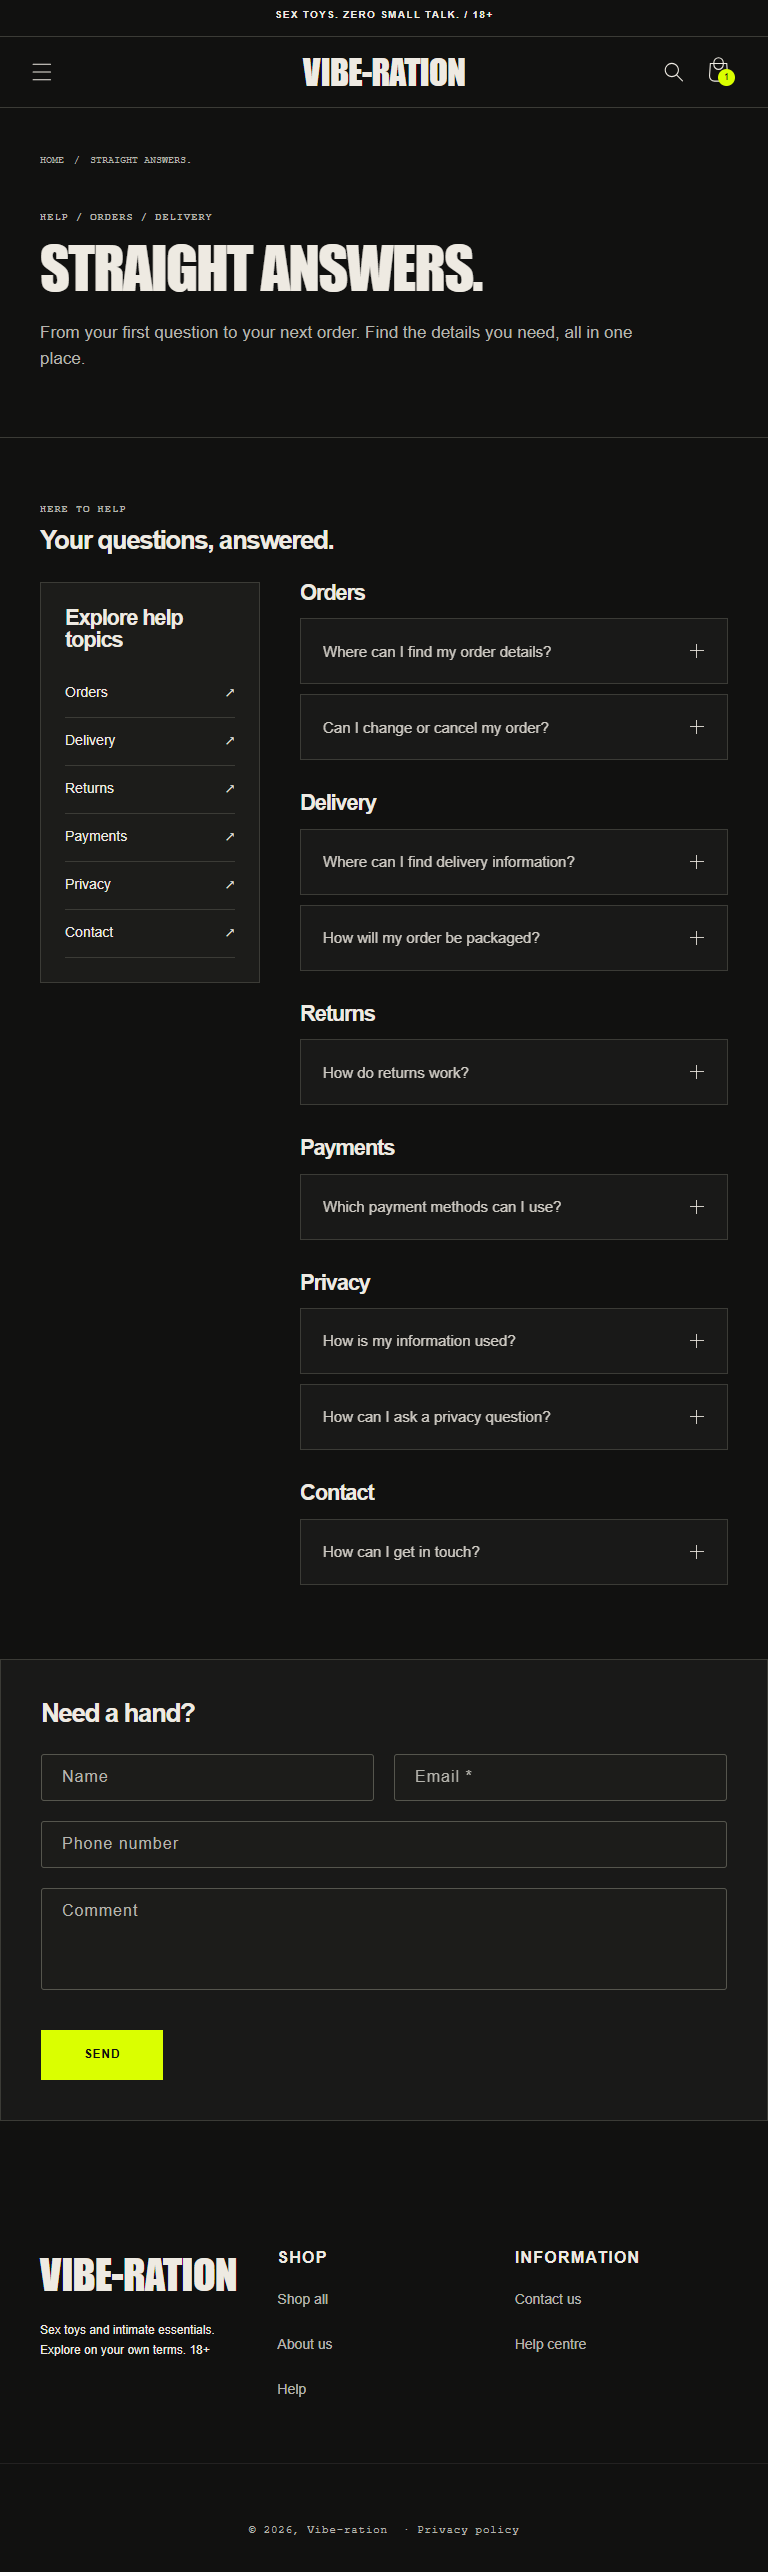 SEX TOYS. ZERO SMALL TALK. / 18+
VIBE-RATION
1
HOME / STRAIGHT ANSWERS.
HELP / ORDERS / DELIVERY
STRAIGHT ANSWERS.
From your first question to your next order. Find the details you need, all in one
place.
HERE TO HELP
Your questions, answered.
Explore help
topics
Orders ↗
Delivery ↗
Returns ↗
Payments ↗
Privacy ↗
Contact ↗
Orders
Where can I find my order details?
Can I change or cancel my order?
Delivery
Where can I find delivery information?
How will my order be packaged?
Returns
How do returns work?
Payments
Which payment methods can I use?
Privacy
How is my information used?
How can I ask a privacy question?
Contact
How can I get in touch?
Need a hand?
Name
Email *
Phone number
Comment
SEND
VIBE-RATION
Sex toys and intimate essentials.
Explore on your own terms. 18+
SHOP
Shop all
About us
Help
INFORMATION
Contact us
Help centre
© 2026, Vibe-ration · Privacy policy